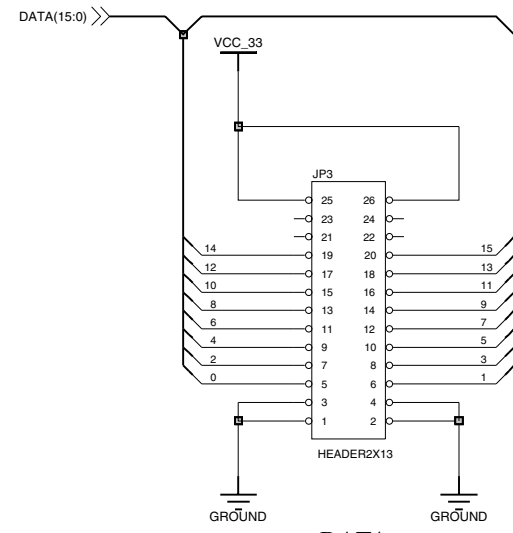 DATA(15:0)
VCC_33
JP3
25 26
23 24
21 22
14 19 20 15
12 17 18 13
10 15 16 11
8 13 14 9
6 11 12 7
4 9 10 5
2 7 8 3
0 5 6 1
3 4
1 2
HEADER2X13
GROUND GROUND